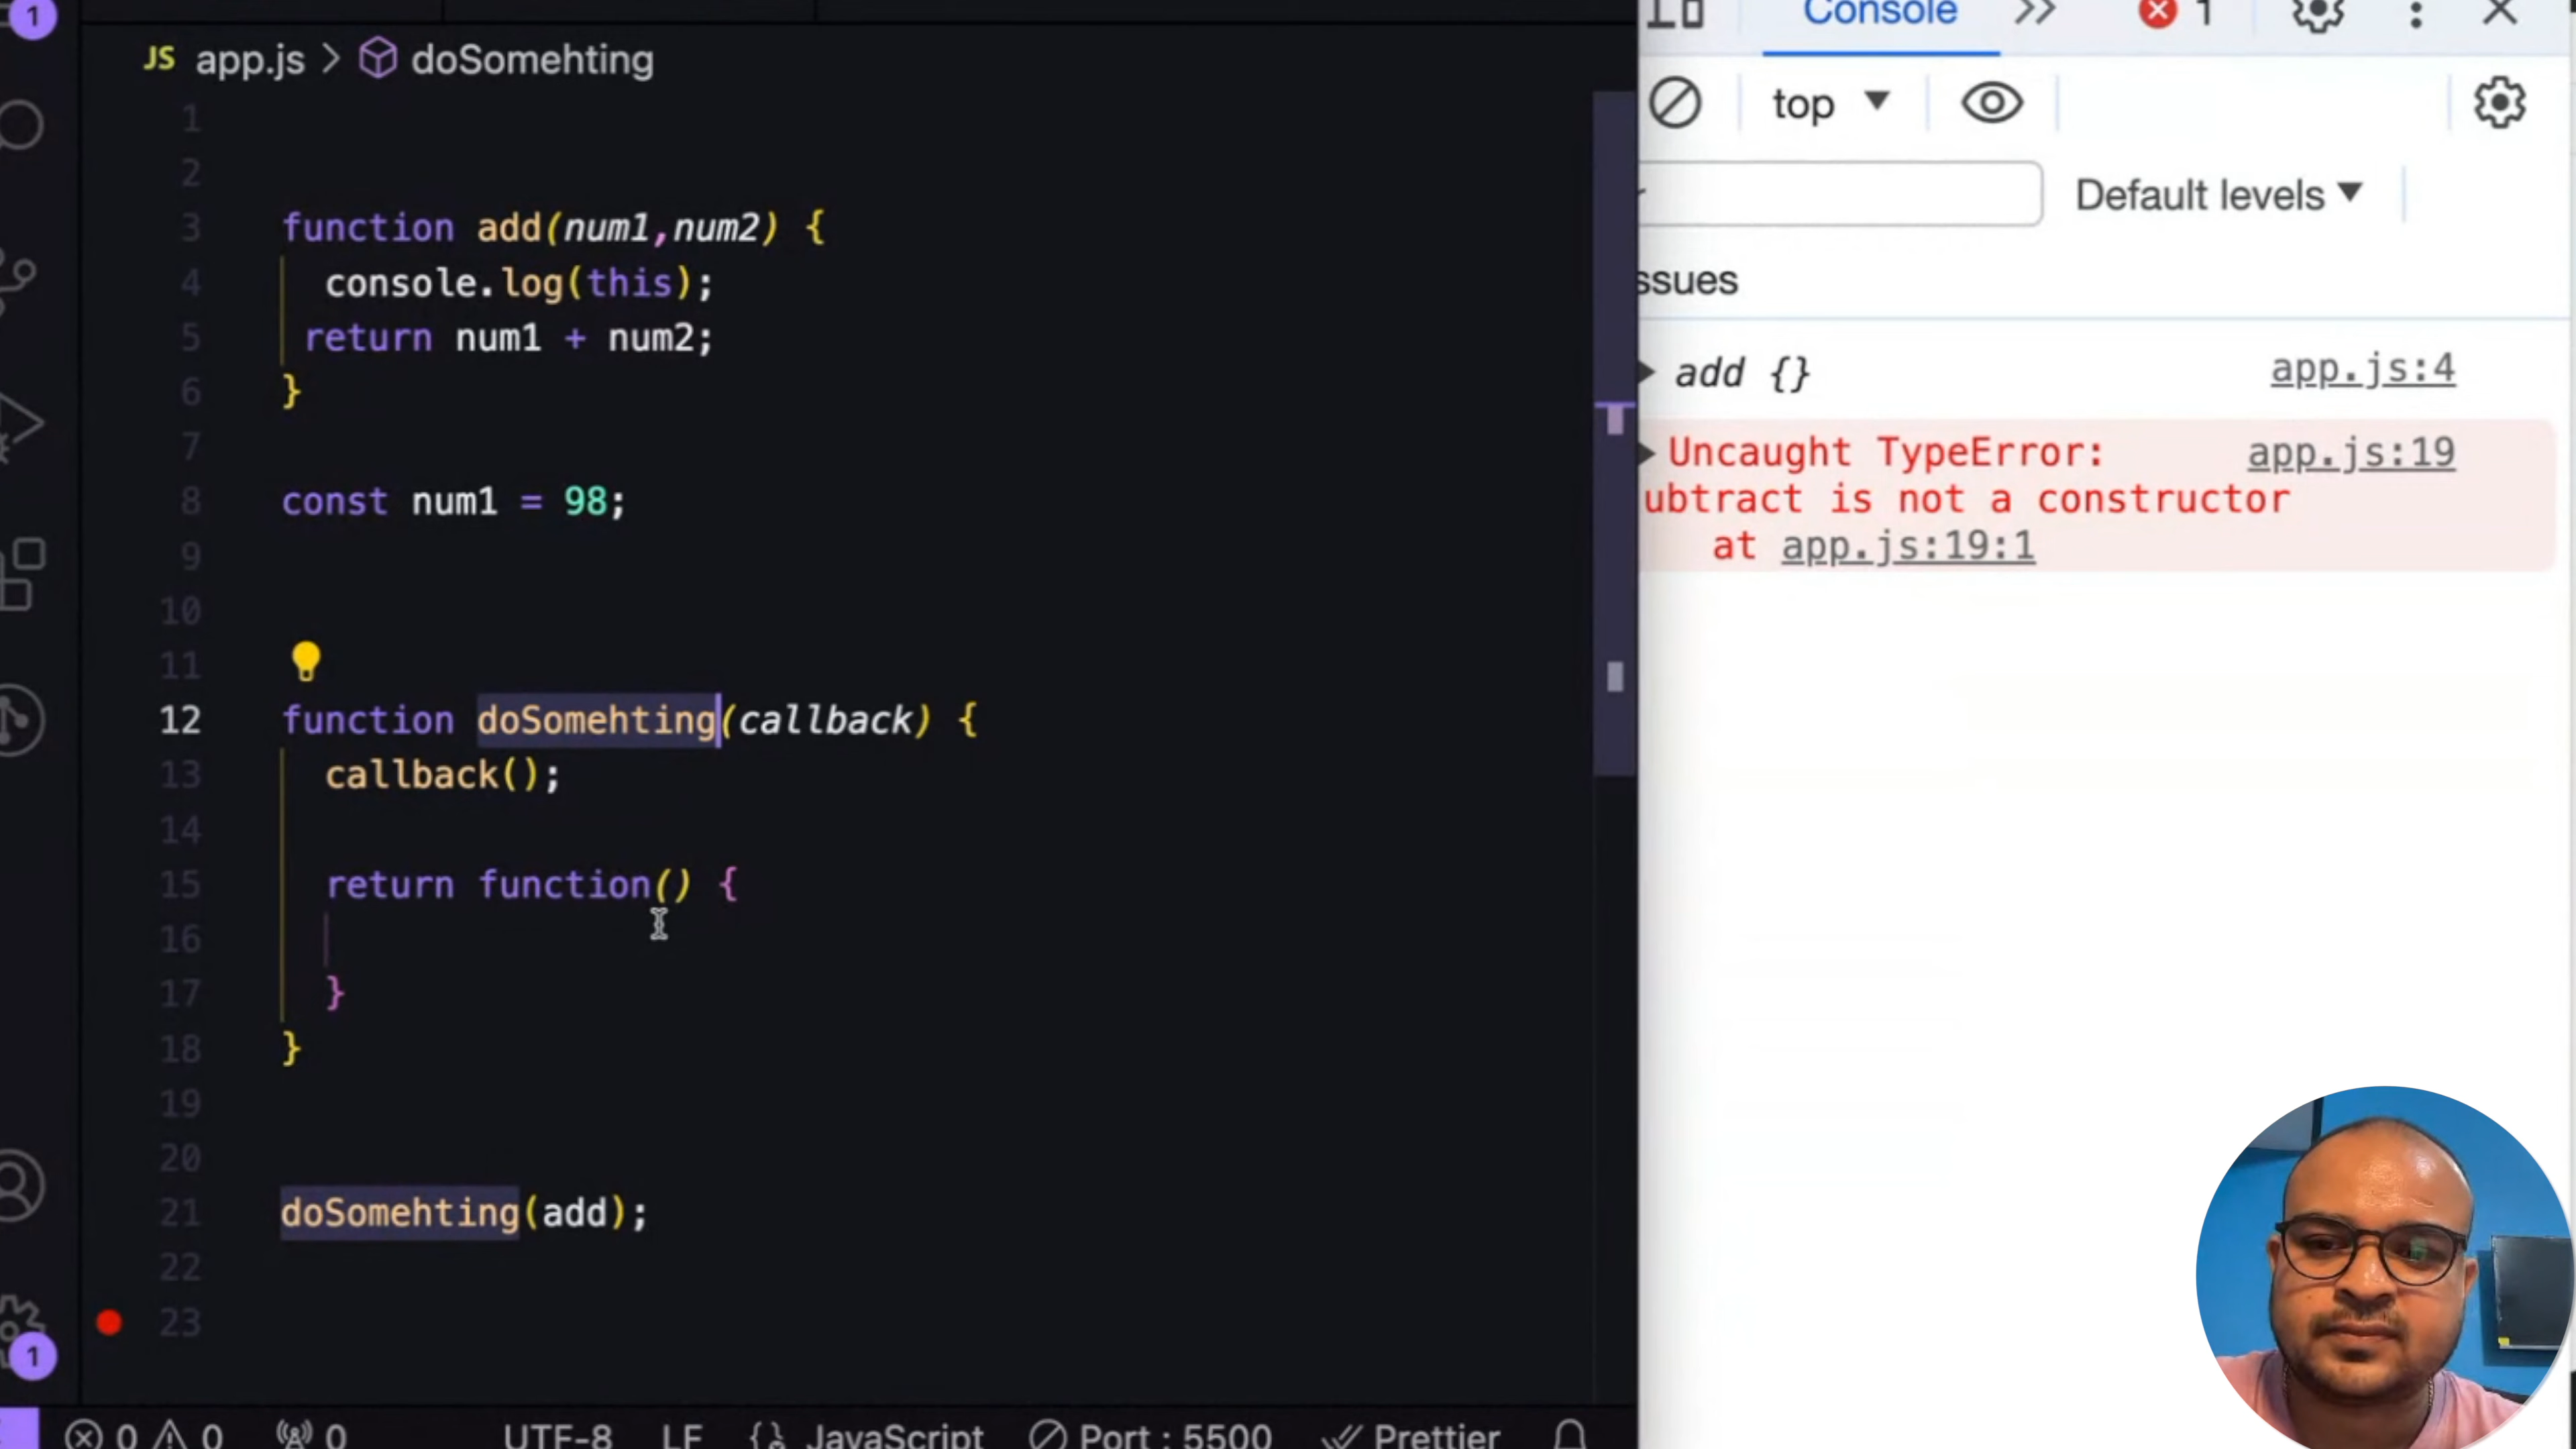 1
JS app.js > doSomehting
1
2
3 function add(num1,num2) {
4 console.log(this);
5 return num1 + num2;
6 }
7
8 const num1 = 98;
9
10
11
12 function doSomehting(callback) {
13 callback();
14
15 return function() {
16
17 }
18 }
19
20
21 doSomehting(add);
22
23
1
0 0 0 UTF-8 LF {} JavaScript Port : 5500 Prettier
Console >> 1
top
Default levels
ssues
add {} app.js:4
Uncaught TypeError: app.js:19
ubtract is not a constructor
at app.js:19:1